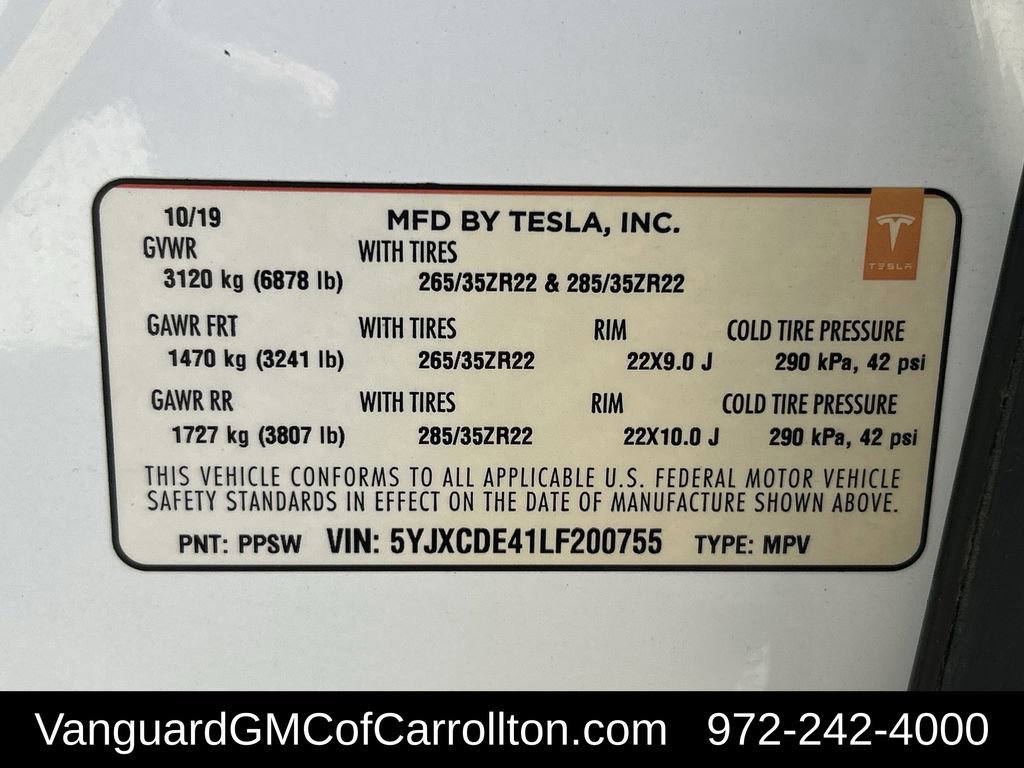 10/19 MFD BY TESLA, INC.
TESLA
GVWR WITH TIRES
3120 kg (6878 lb) 265/35ZR22 & 285/35ZR22
GAWR FRT WITH TIRES RIM COLD TIRE PRESSURE
1470 kg (3241 lb) 265/35ZR22 22X9.0 J 290 kPa, 42 psi
GAWR RR WITH TIRES RIM COLD TIRE PRESSURE
1727 kg (3807 lb) 285/35ZR22 22X10.0 J 290 kPa, 42 psi
THIS VEHICLE CONFORMS TO ALL APPLICABLE U.S. FEDERAL MOTOR VEHICLE
SAFETY STANDARDS IN EFFECT ON THE DATE OF MANUFACTURE SHOWN ABOVE.
PNT: PPSW VIN: 5YJXCDE41LF200755 TYPE: MPV
VanguardGMCofCarrollton.com 972-242-4000